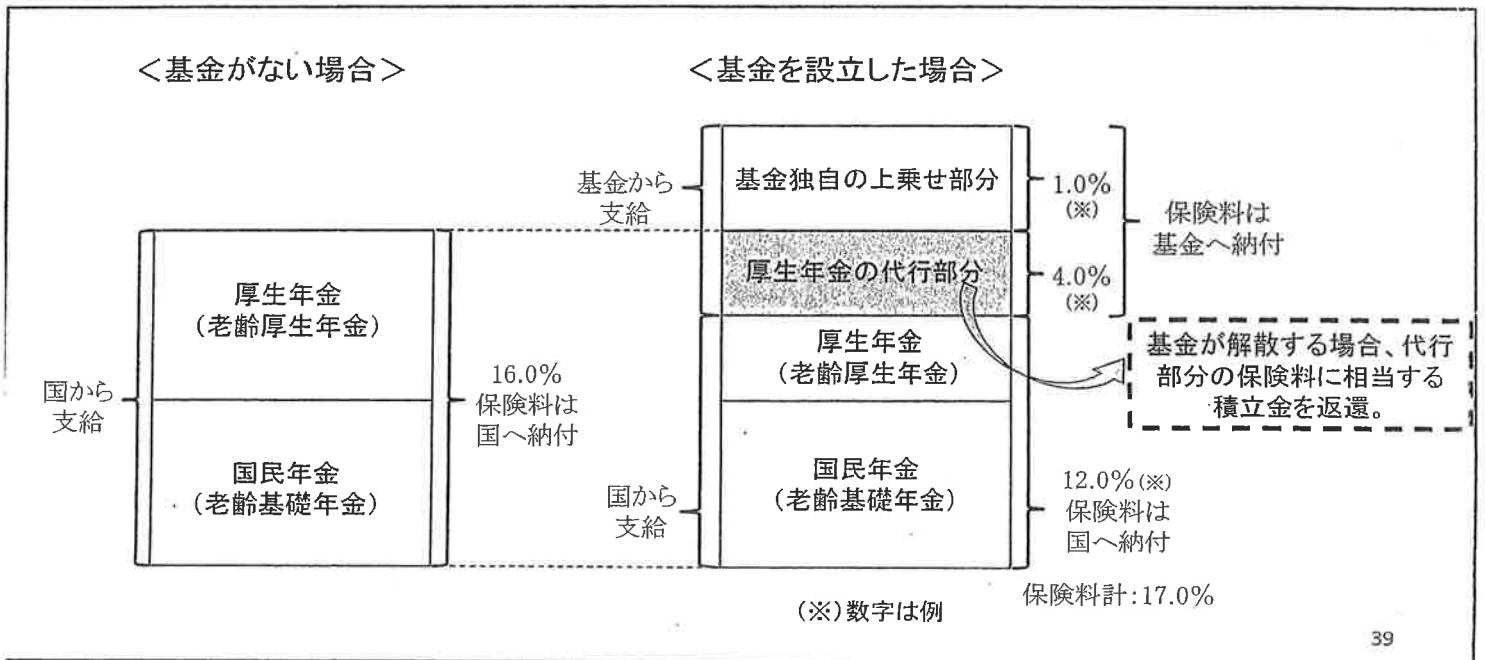 <基金がない場合>
国から
支給
厚生年金
(老齢厚生年金)
国民年金
(老齢基礎年金)
16.0%
保険料は
国へ納付
<基金を設立した場合>
基金から
支給
基金独自の上乗せ部分
1.0%
(※)
厚生年金の代行部分
4.0%
(※)
保険料は
基金へ納付
厚生年金
(老齢厚生年金)
基金が解散する場合、代行
部分の保険料に相当する
積立金を返還。
国から
支給
国民年金
(老齢基礎年金)
12.0%(※)
保険料は
国へ納付
保険料計:17.0%
(※)数字は例
39